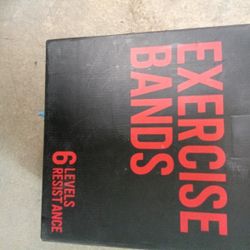 EXERCISE
BANDS
6 LEVELS
RESISTANCE